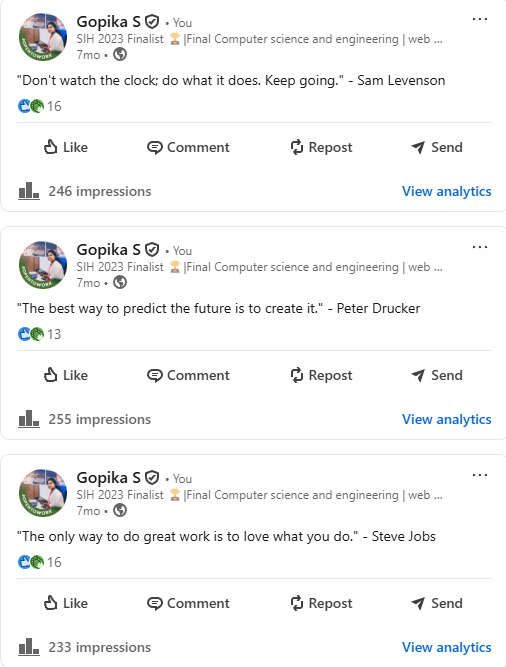 Gopika S • You
SIH 2023 Finalist 🏆|Final Computer science and engineering | web ...
7mo •
"Don't watch the clock; do what it does. Keep going." - Sam Levenson
16
Like Comment Repost Send
246 impressions View analytics
Gopika S • You
SIH 2023 Finalist 🏆|Final Computer science and engineering | web ...
7mo •
"The best way to predict the future is to create it." - Peter Drucker
13
Like Comment Repost Send
255 impressions View analytics
Gopika S • You
SIH 2023 Finalist 🏆|Final Computer science and engineering | web ...
7mo •
"The only way to do great work is to love what you do." - Steve Jobs
16
Like Comment Repost Send
233 impressions View analytics